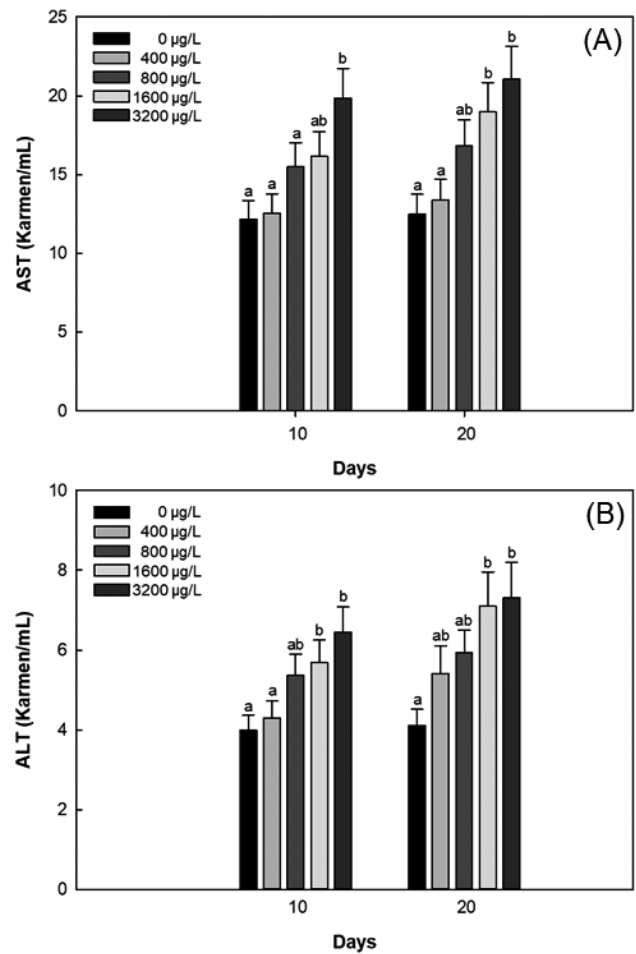 25
20
15
10
5
0
AST (Karmen/mL)
(A)
0 µg/L
400 µg/L
800 µg/L
1600 µg/L
3200 µg/L
a a a ab b
a a ab b b
10 20
Days
10
8
6
4
2
0
ALT (Karmen/mL)
(B)
0 µg/L
400 µg/L
800 µg/L
1600 µg/L
3200 µg/L
a a ab b b
a ab ab b b
10 20
Days